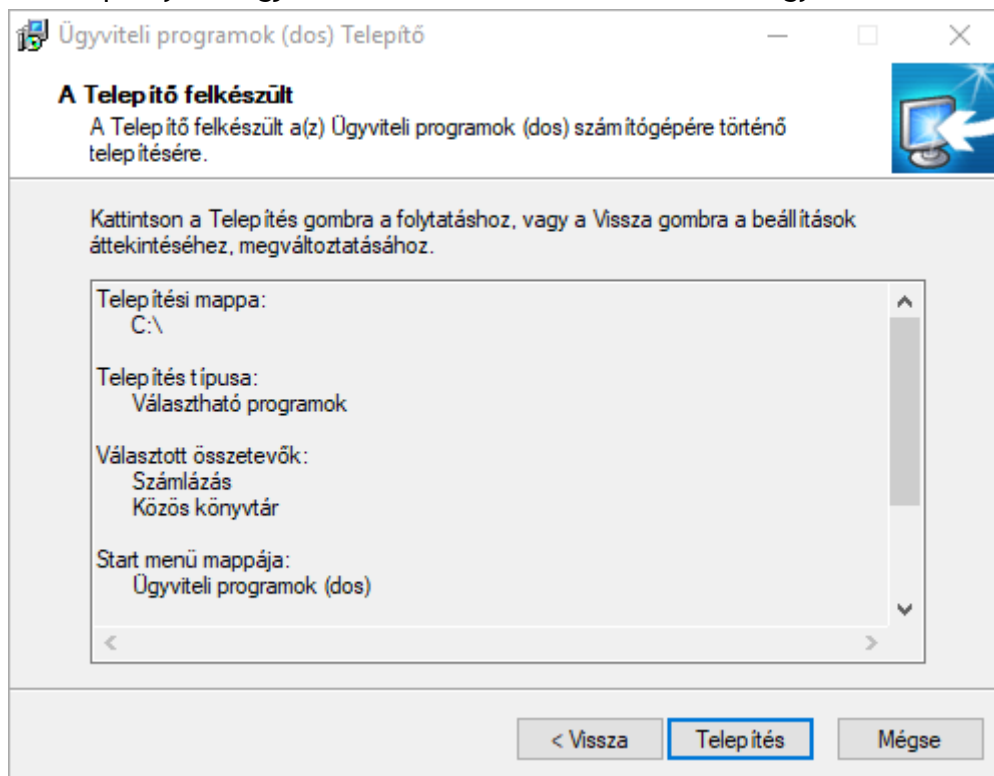 Ügyviteli programok (dos) Telepítő
A Telepítő felkészült
A Telepítő felkészült a(z) Ügyviteli programok (dos) számítógépére történő
telepítésére.
Kattintson a Telepítés gombra a folytatáshoz, vagy a Vissza gombra a beállítások
áttekintéséhez, megváltoztatásához.
Telepítési mappa:
C:\
Telepítés típusa:
Választható programok
Választott összetevők:
Számlázás
Közös könyvtár
Start menü mappája:
Ügyviteli programok (dos)
< Vissza
Telepítés
Mégse